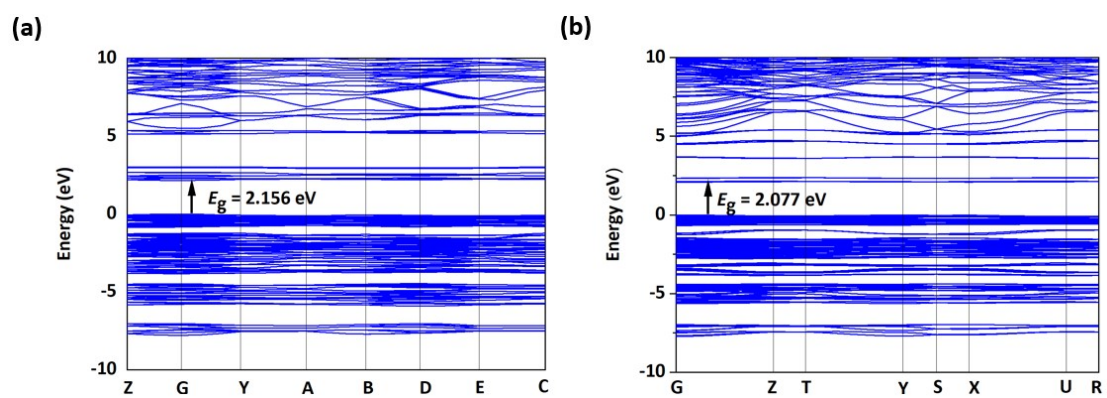 (a)
10
5
0
-5
-10
Energy (eV)
Eg = 2.156 eV
Z G Y A B D E C
(b)
10
5
0
-5
-10
Energy (eV)
Eg = 2.077 eV
G Z T Y S X U R